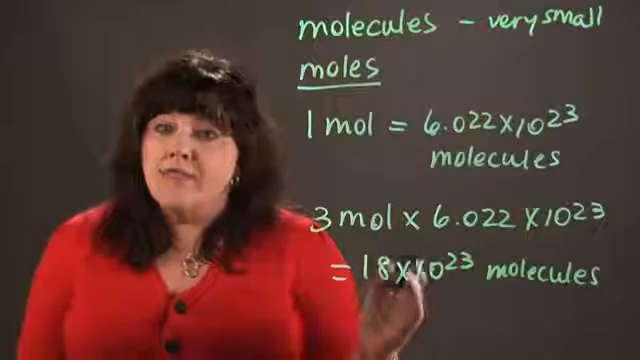 molecules - very small
moles
1 mol = 6.022 x 10²³
molecules
3 mol x 6.022 x 10²³
= 18 x 10²³ molecules